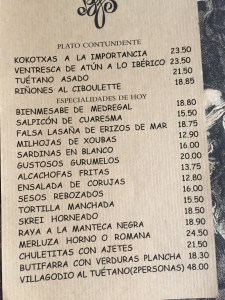 PLATO CONTUNDENTE
KOKOTXAS A LA IMPORTANCIA 23.50
VENTRESCA DE ATÚN A LO IBÉRICO 23.50
TUÉTANO ASADO 21.50
RIÑONES AL CIBOULETTE 18.85
ESPECIALIDADES DE HOY
BIENMESABE DE MEDREGAL 18.80
SALPICÓN DE CUARESMA 15.50
FALSA LASAÑA DE ERIZOS DE MAR 18.75
MILHOJAS DE XOUBAS 12.90
SARDINAS EN BLANCO 16.00
GUSTOSOS GURUMELOS 20.00
ALCACHOFAS FRITAS 13.75
ENSALADA DE CORUJAS 12.80
SESOS REBOZADOS 16.00
TORTILLA MANCHADA 15.50
SKREI HORNEADO 18.50
RAYA A LA MANTECA NEGRA 18.90
MERLUZA HORNO O ROMANA 24.50
CHULETITAS CON AJETES 21.50
BUTIFARRA CON VERDURAS PLANCHA 18.30
VILLAGODIO AL TUÉTANO(2PERSONAS) 48.00